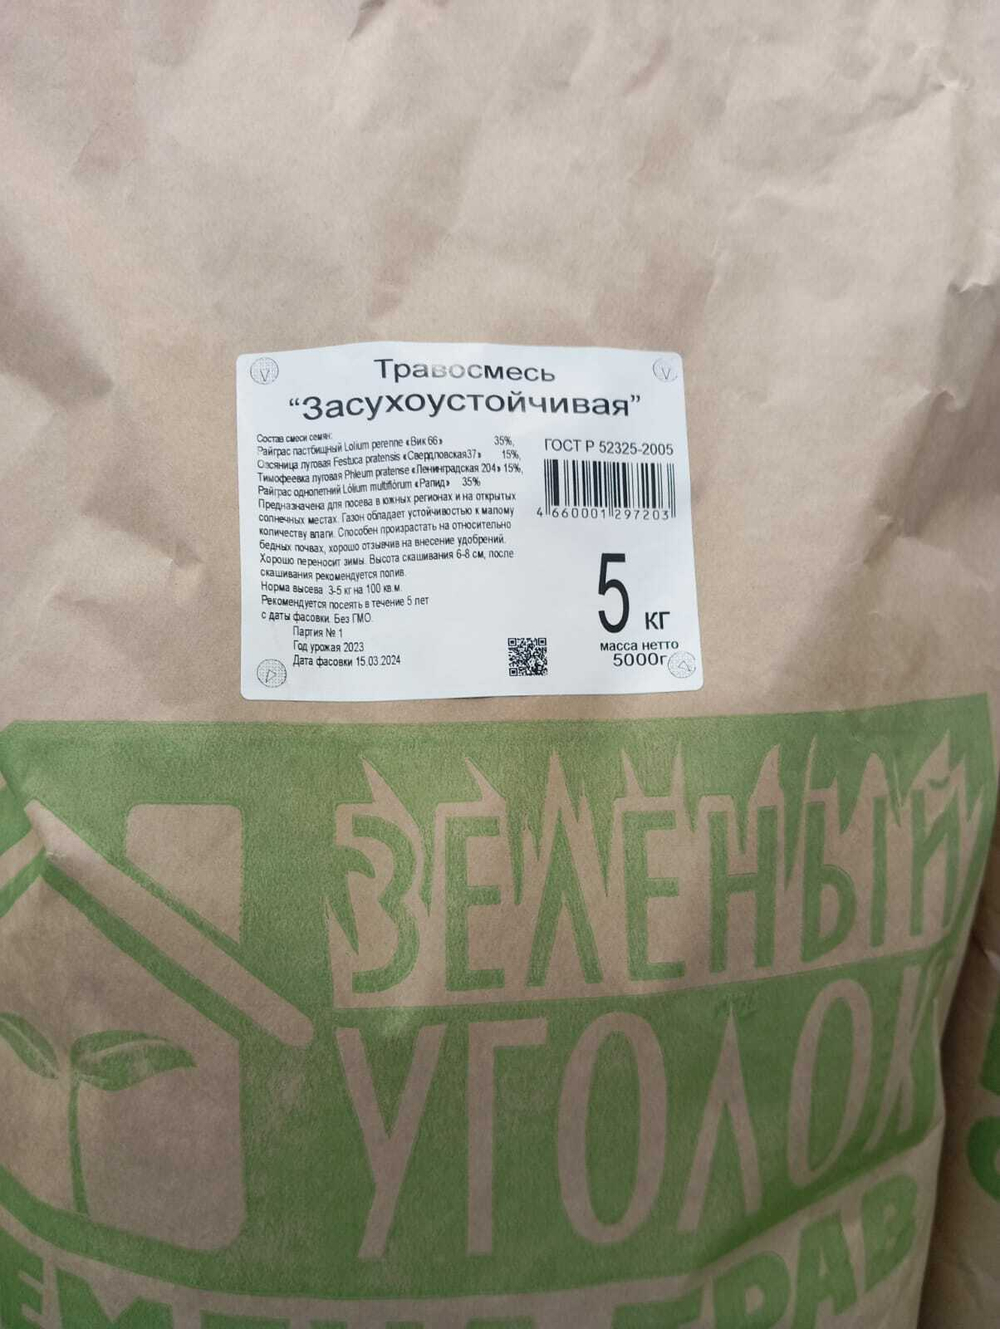 Травосмесь
“Засухоустойчивая”
Состав смеси семян:
Райграс пастбищный Lolium perenne «Вик 66» 35%,
Овсяница луговая Festuca pratensis «Свердловская37» 15%,
Тимофеевка луговая Phleum pratense «Ленинградская 204» 15%,
Райграс однолетний Lólium multiflórum «Рапид» 35%
Предназначена для посева в южных регионах и на открытых
солнечных местах. Газон обладает устойчивостью к малому
количеству влаги. Способен произрастать на относительно
бедных почвах, хорошо отзывчив на внесение удобрений.
Хорошо переносит зимы. Высота скашивания 6-8 см, после
скашивания рекомендуется полив.
Норма высева 3-5 кг на 100 кв.м.
Рекомендуется посеять в течение 5 лет
с даты фасовки. Без ГМО.
Партия № 1
Год урожая 2023
Дата фасовки 15.03.2024
ГОСТ Р 52325-2005
4 660001 297203
5 кг
масса нетто
5000г
ЗЕЛЕНЫЙ
УГОЛОК
СЕМЕНА ТРАВ